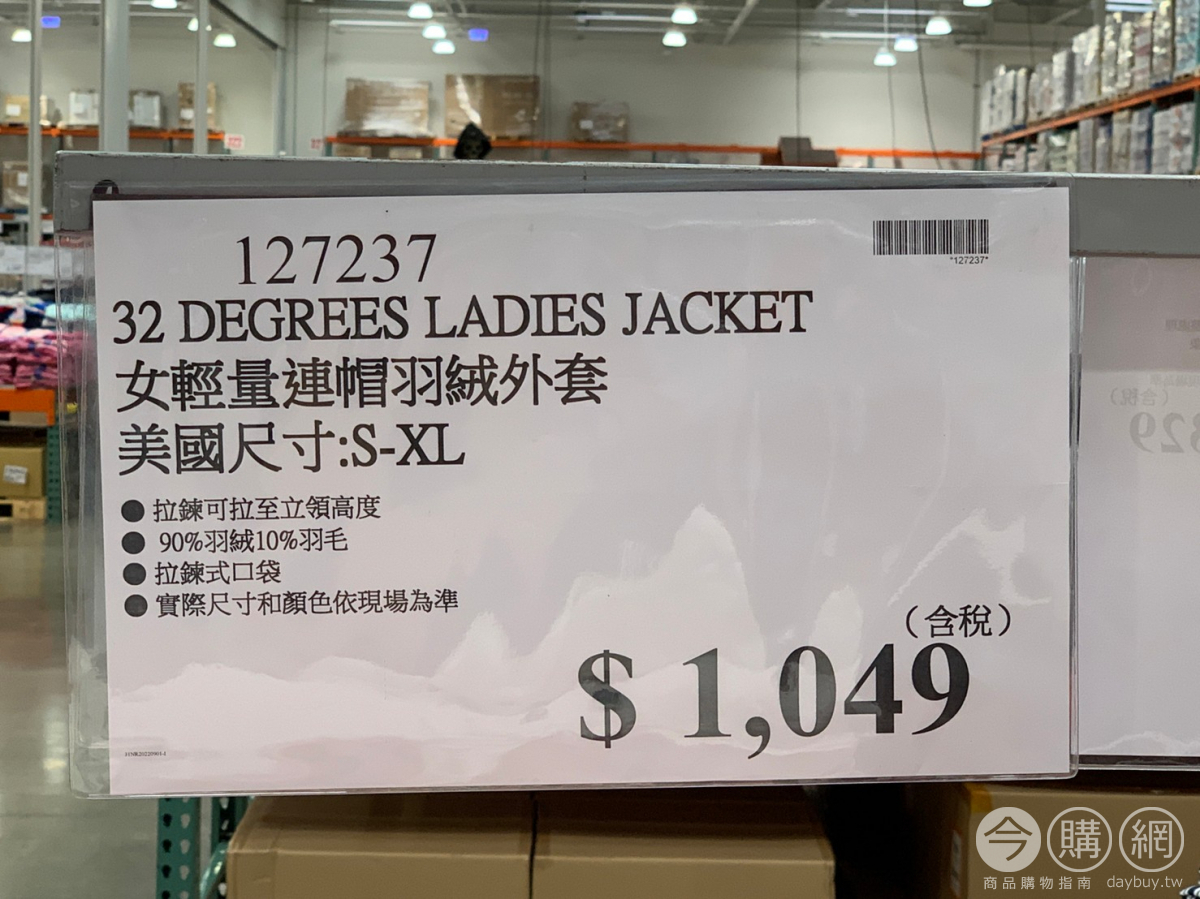 127237
*127237*
32 DEGREES LADIES JACKET
女輕量連帽羽絨外套
美國尺寸:S-XL
● 拉鍊可拉至立領高度
● 90%羽絨10%羽毛
● 拉鍊式口袋
● 實際尺寸和顏色依現場為準
(含稅)
$ 1,049
(含稅)
329
今購網
商品購物指南 daybuy.tw